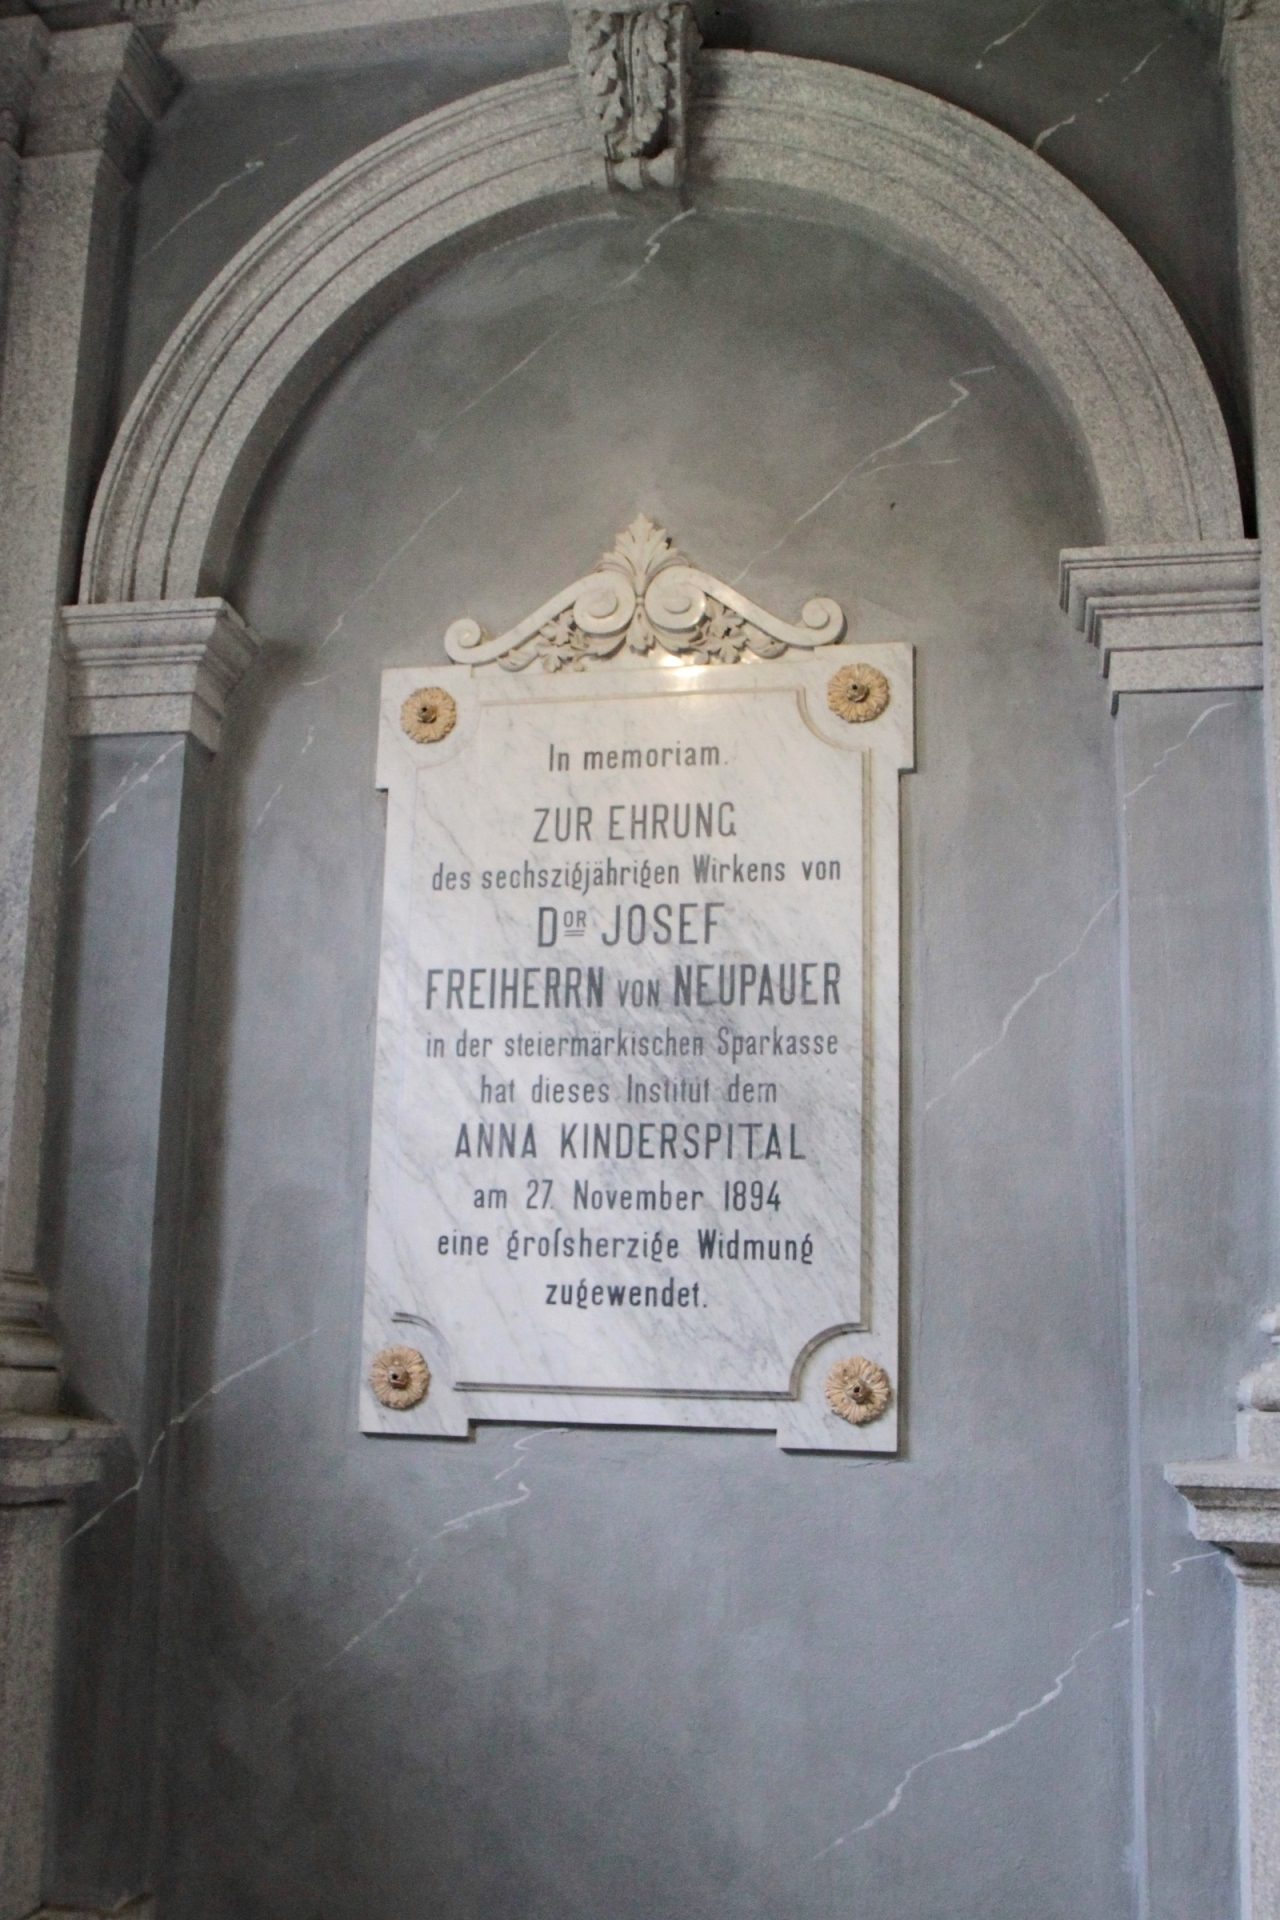 In memoriam.
ZUR EHRUNG
des sechszigjährigen Wirkens von
DOR JOSEF
FREIHERRN VON NEUPAUER
in der steiermärkischen Sparkasse
hat dieses Institut dem
ANNA KINDERSPITAL
am 27. November 1894
eine groſsherzige Widmung
zugewendet.